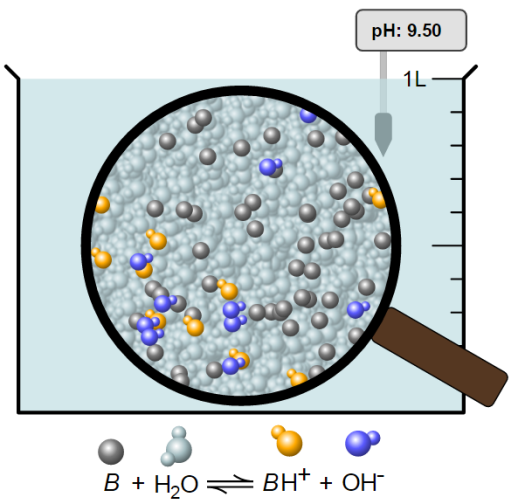 pH: 9.50
1L
B + H₂O ⇌ BH⁺ + OH⁻